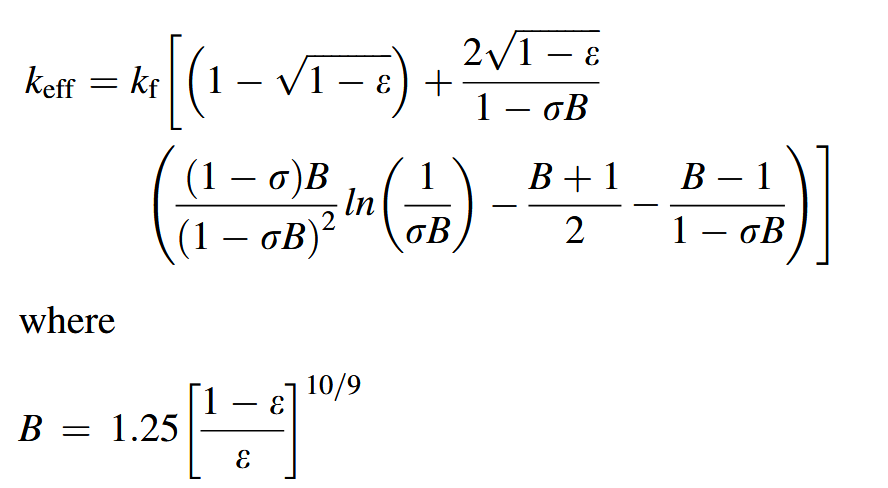 k_eff = k_f [ (1 − √(1 − ε)) + (2√(1 − ε))/(1 − σB)
( ((1 − σ)B)/((1 − σB)^2) ln(1/(σB)) − (B + 1)/2 − (B − 1)/(1 − σB) ) ]
where
B = 1.25 [ (1 − ε)/ε ]^(10/9)